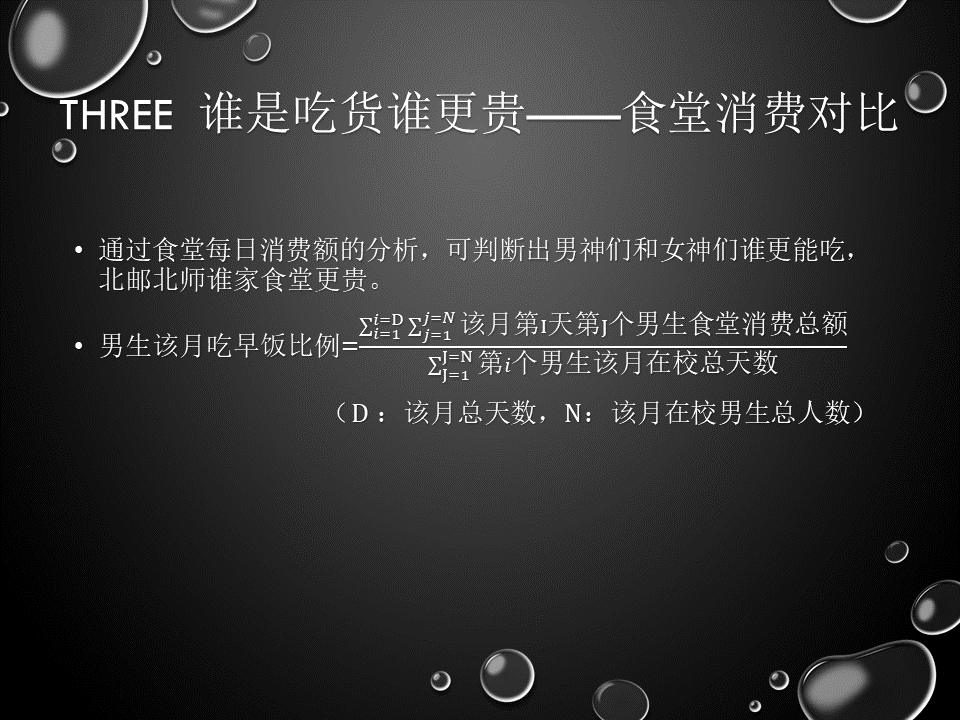 THREE 谁是吃货谁更贵——食堂消费对比
• 通过食堂每日消费额的分析，可判断出男神们和女神们谁更能吃，
北邮北师谁家食堂更贵。
• 男生该月吃早饭比例=\frac{\sum_{i=1}^{i=D}\sum_{j=1}^{j=N} 该月第I天第J个男生食堂消费总额}{\sum_{J=1}^{J=N} 第i个男生该月在校总天数}
（D ：该月总天数，N：该月在校男生总人数）